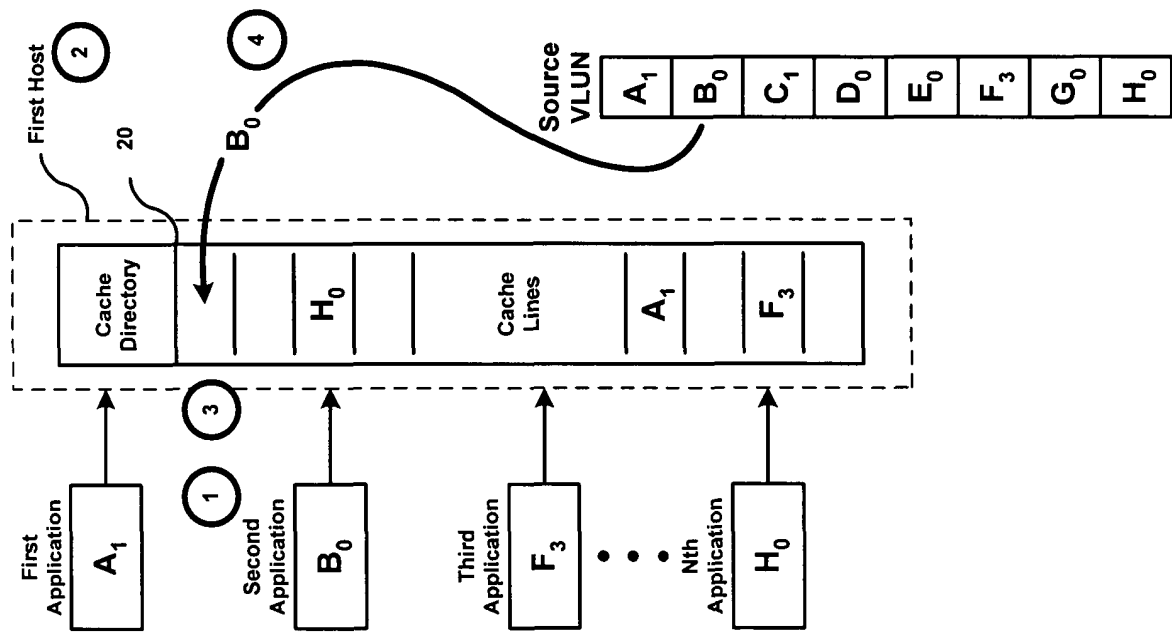 First
Application
A1
Second
Application
B0
Third
Application
F3
Nth
Application
H0
1
3
First Host
2
20
Cache
Directory
H0
Cache
Lines
A1
F3
B0
4
Source
VLUN
A1
B0
C1
D0
E0
F3
G0
H0